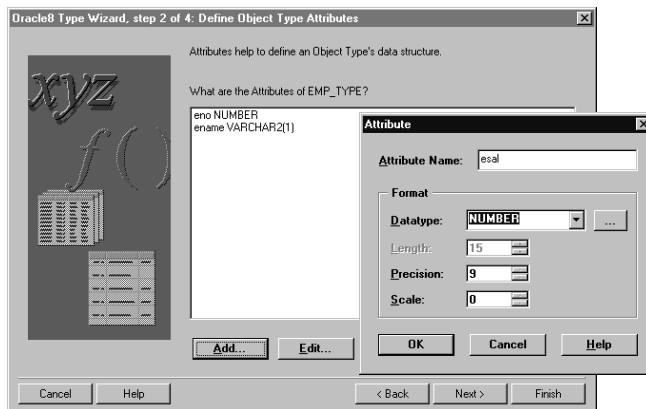 Oracle8 Type Wizard, step 2 of 4: Define Object Type Attributes
Attributes help to define an Object Type's data structure.
What are the Attributes of EMP_TYPE?
eno NUMBER
ename VARCHAR2(1)
xyz
f()
Attribute
Attribute Name: esal
Format
Datatype: NUMBER ...
Length: 15
Precision: 9
Scale: 0
OK Cancel Help
Add... Edit...
Cancel Help < Back Next > Finish